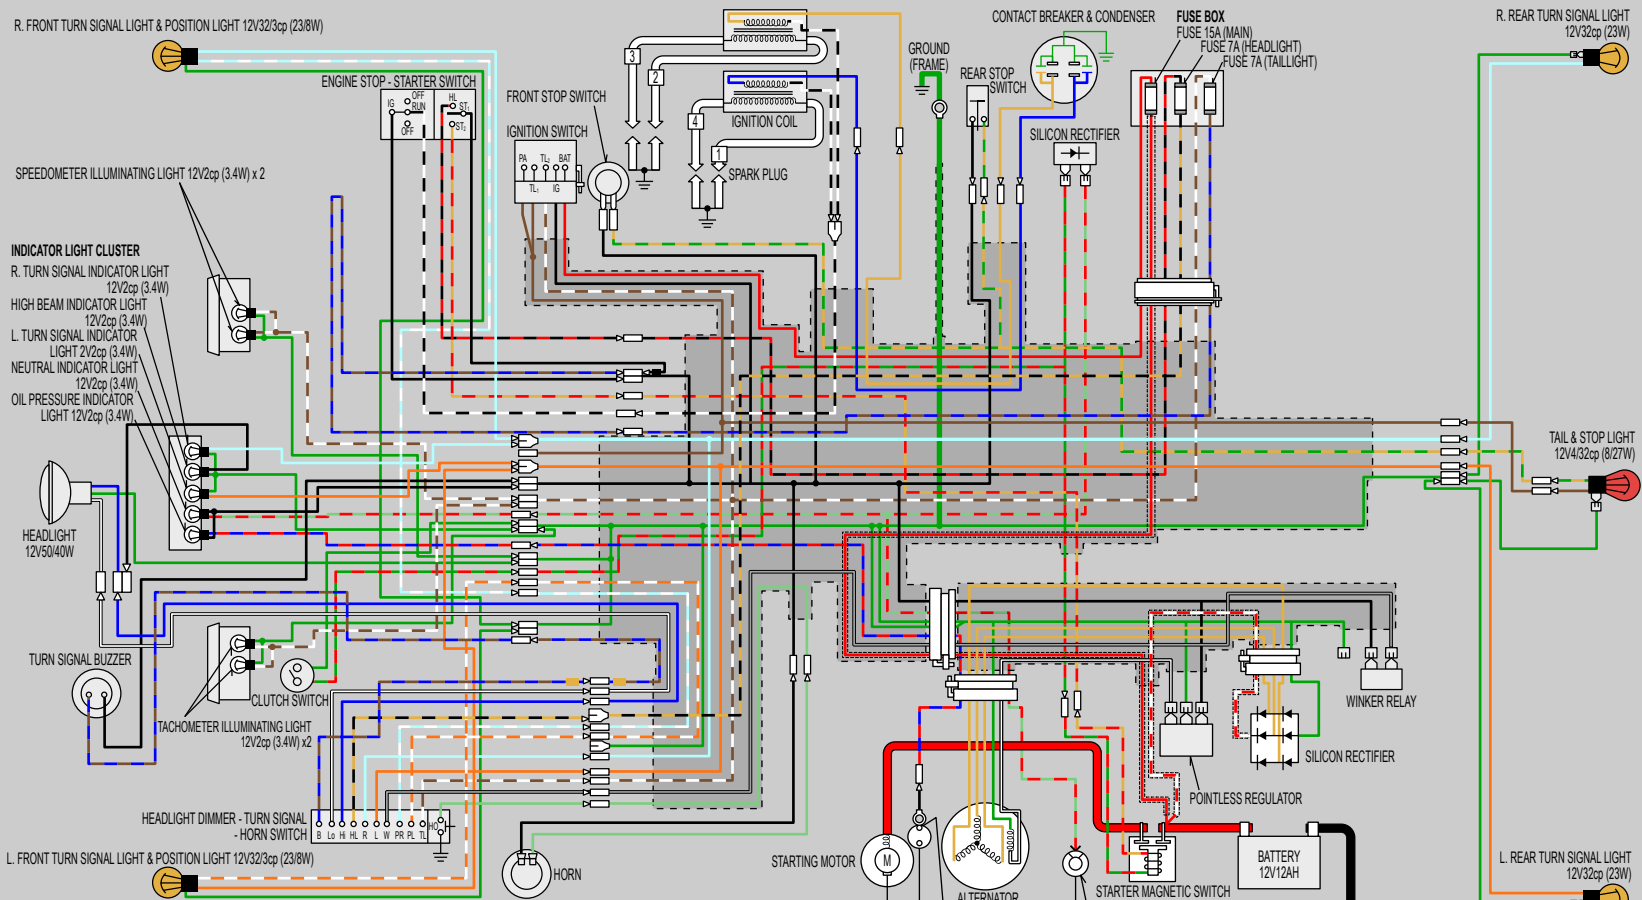 R. FRONT TURN SIGNAL LIGHT & POSITION LIGHT 12V32/3cp (23/8W)
ENGINE STOP - STARTER SWITCH
IG
OFF
RUN
OFF
HL
ST₁
ST₂
FRONT STOP SWITCH
IGNITION SWITCH
PA
TL₂
BAT
TL₁
IG
3
2
4
1
IGNITION COIL
SPARK PLUG
GROUND
(FRAME)
REAR STOP
SWITCH
CONTACT BREAKER & CONDENSER
SILICON RECTIFIER
FUSE BOX
FUSE 15A (MAIN)
FUSE 7A (HEADLIGHT)
FUSE 7A (TAILLIGHT)
R. REAR TURN SIGNAL LIGHT
12V32cp (23W)
SPEEDOMETER ILLUMINATING LIGHT 12V2cp (3.4W) x 2
INDICATOR LIGHT CLUSTER
R. TURN SIGNAL INDICATOR LIGHT
12V2cp (3.4W)
HIGH BEAM INDICATOR LIGHT
12V2cp (3.4W)
L. TURN SIGNAL INDICATOR
LIGHT 2V2cp (3.4W)
NEUTRAL INDICATOR LIGHT
12V2cp (3.4W)
OIL PRESSURE INDICATOR
LIGHT 12V2cp (3.4W)
HEADLIGHT
12V50/40W
TAIL & STOP LIGHT
12V4/32cp (8/27W)
TURN SIGNAL BUZZER
CLUTCH SWITCH
TACHOMETER ILLUMINATING LIGHT
12V2cp (3.4W) x2
WINKER RELAY
SILICON RECTIFIER
POINTLESS REGULATOR
HEADLIGHT DIMMER - TURN SIGNAL
- HORN SWITCH
B Lo Hi HL R L W PR PL TL HO
L. FRONT TURN SIGNAL LIGHT & POSITION LIGHT 12V32/3cp (23/8W)
HORN
STARTING MOTOR
M
ALTERNATOR
STARTER MAGNETIC SWITCH
BATTERY
12V12AH
L. REAR TURN SIGNAL LIGHT
12V32cp (23W)